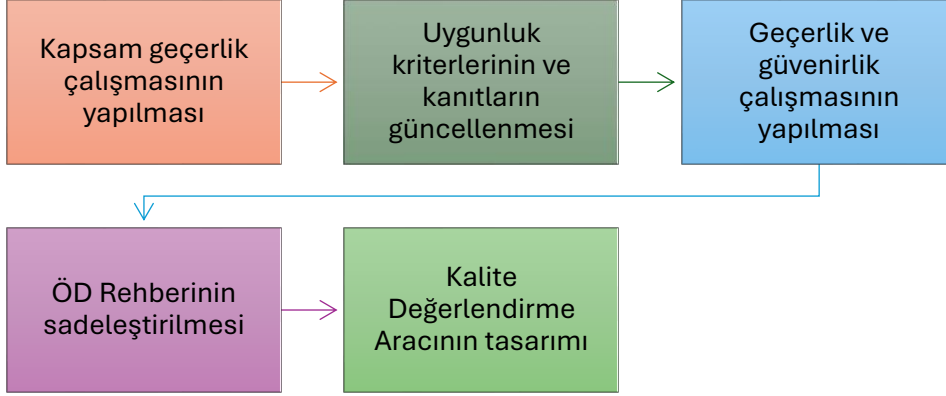 Kapsam geçerlik
çalışmasının
yapılması
Uygunluk
kriterlerinin ve
kanıtların
güncellenmesi
Geçerlik ve
güvenirlik
çalışmasının
yapılması
ÖD Rehberinin
sadeleştirilmesi
Kalite
Değerlendirme
Aracının tasarımı